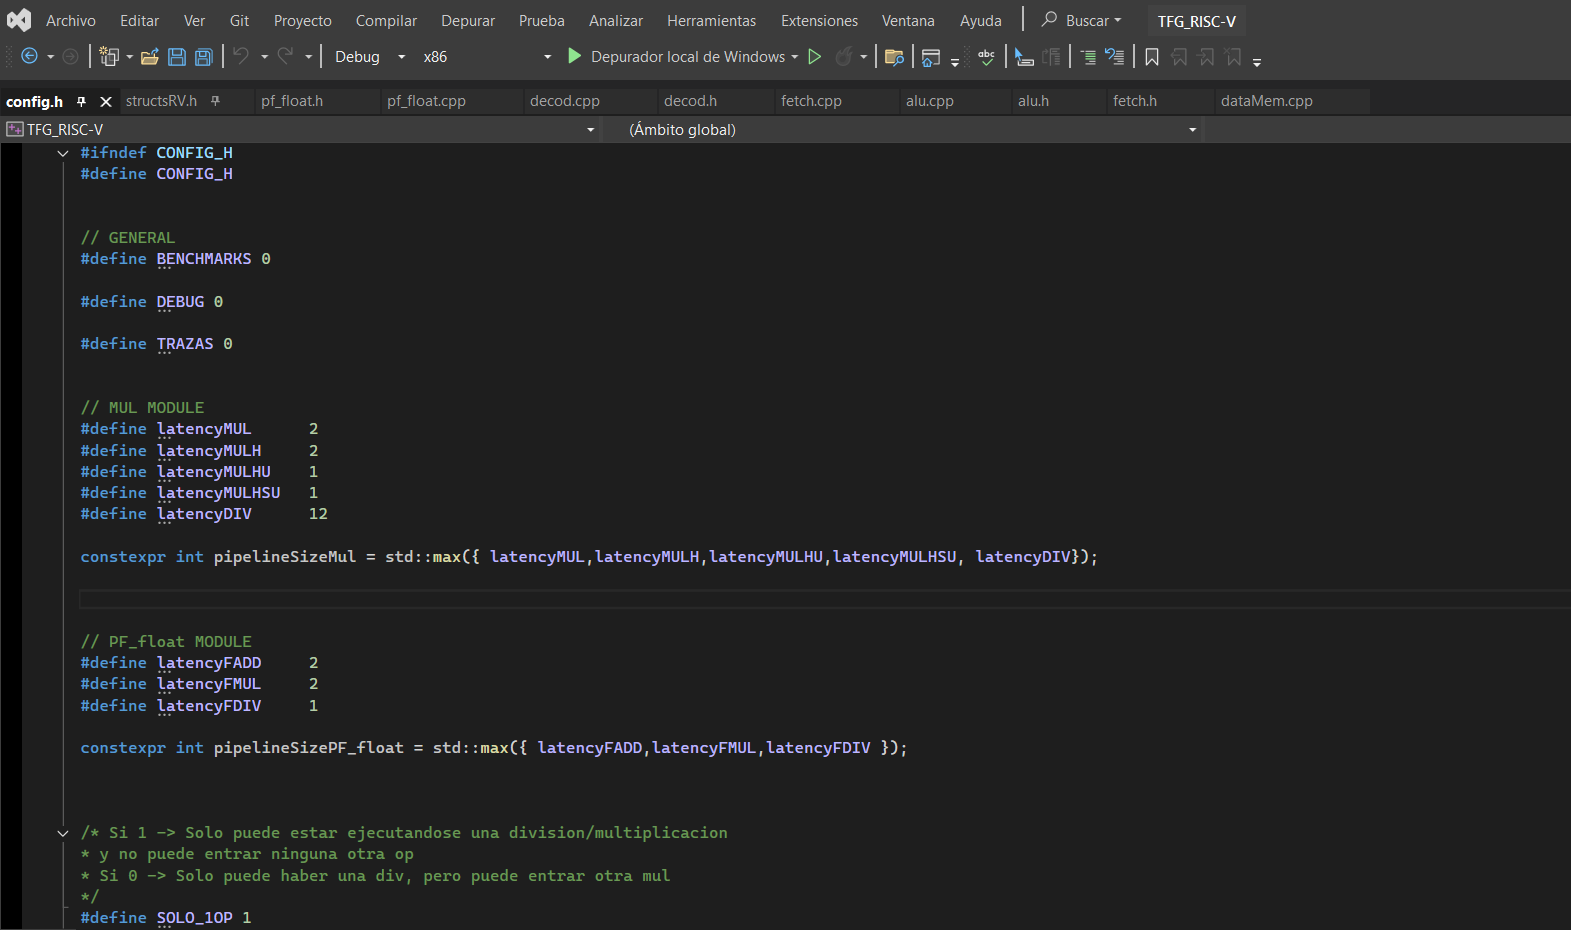 Archivo Editar Ver Git Proyecto Compilar Depurar Prueba Analizar Herramientas Extensiones Ventana Ayuda Buscar TFG_RISC-V
Debug x86 Depurador local de Windows abc
config.h structsRV.h pf_float.h pf_float.cpp decod.cpp decod.h fetch.cpp alu.cpp alu.h fetch.h dataMem.cpp
TFG_RISC-V (Ámbito global)
#ifndef CONFIG_H
#define CONFIG_H
// GENERAL
#define BENCHMARKS 0
#define DEBUG 0
#define TRAZAS 0
// MUL MODULE
#define latencyMUL 2
#define latencyMULH 2
#define latencyMULHU 1
#define latencyMULHSU 1
#define latencyDIV 12
constexpr int pipelineSizeMul = std::max({ latencyMUL,latencyMULH,latencyMULHU,latencyMULHSU, latencyDIV});
// PF_float MODULE
#define latencyFADD 2
#define latencyFMUL 2
#define latencyFDIV 1
constexpr int pipelineSizePF_float = std::max({ latencyFADD,latencyFMUL,latencyFDIV });
/* Si 1 -> Solo puede estar ejecutandose una division/multiplicacion
* y no puede entrar ninguna otra op
* Si 0 -> Solo puede haber una div, pero puede entrar otra mul
*/
#define SOLO_1OP 1